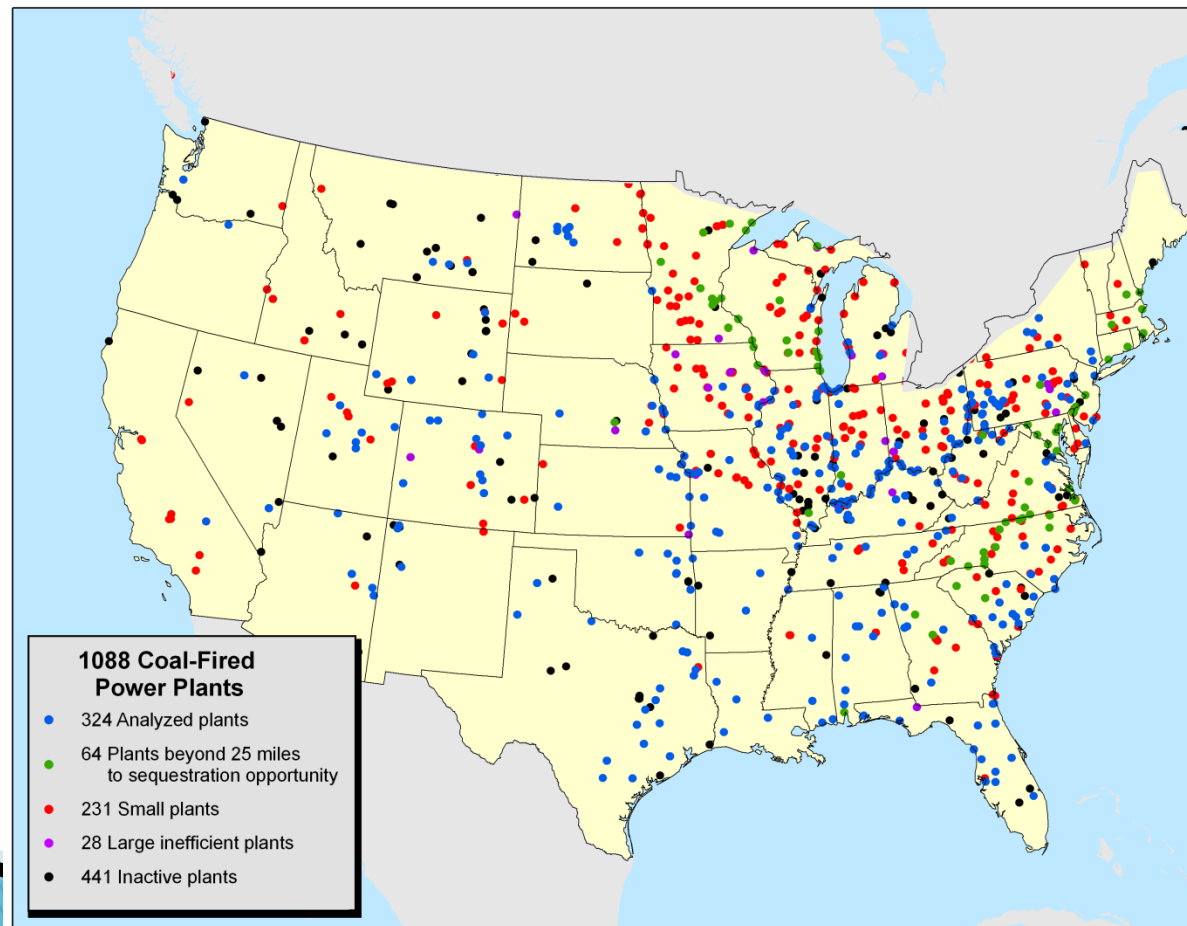 1088 Coal-Fired
Power Plants
324 Analyzed plants
64 Plants beyond 25 miles
to sequestration opportunity
231 Small plants
28 Large inefficient plants
441 Inactive plants